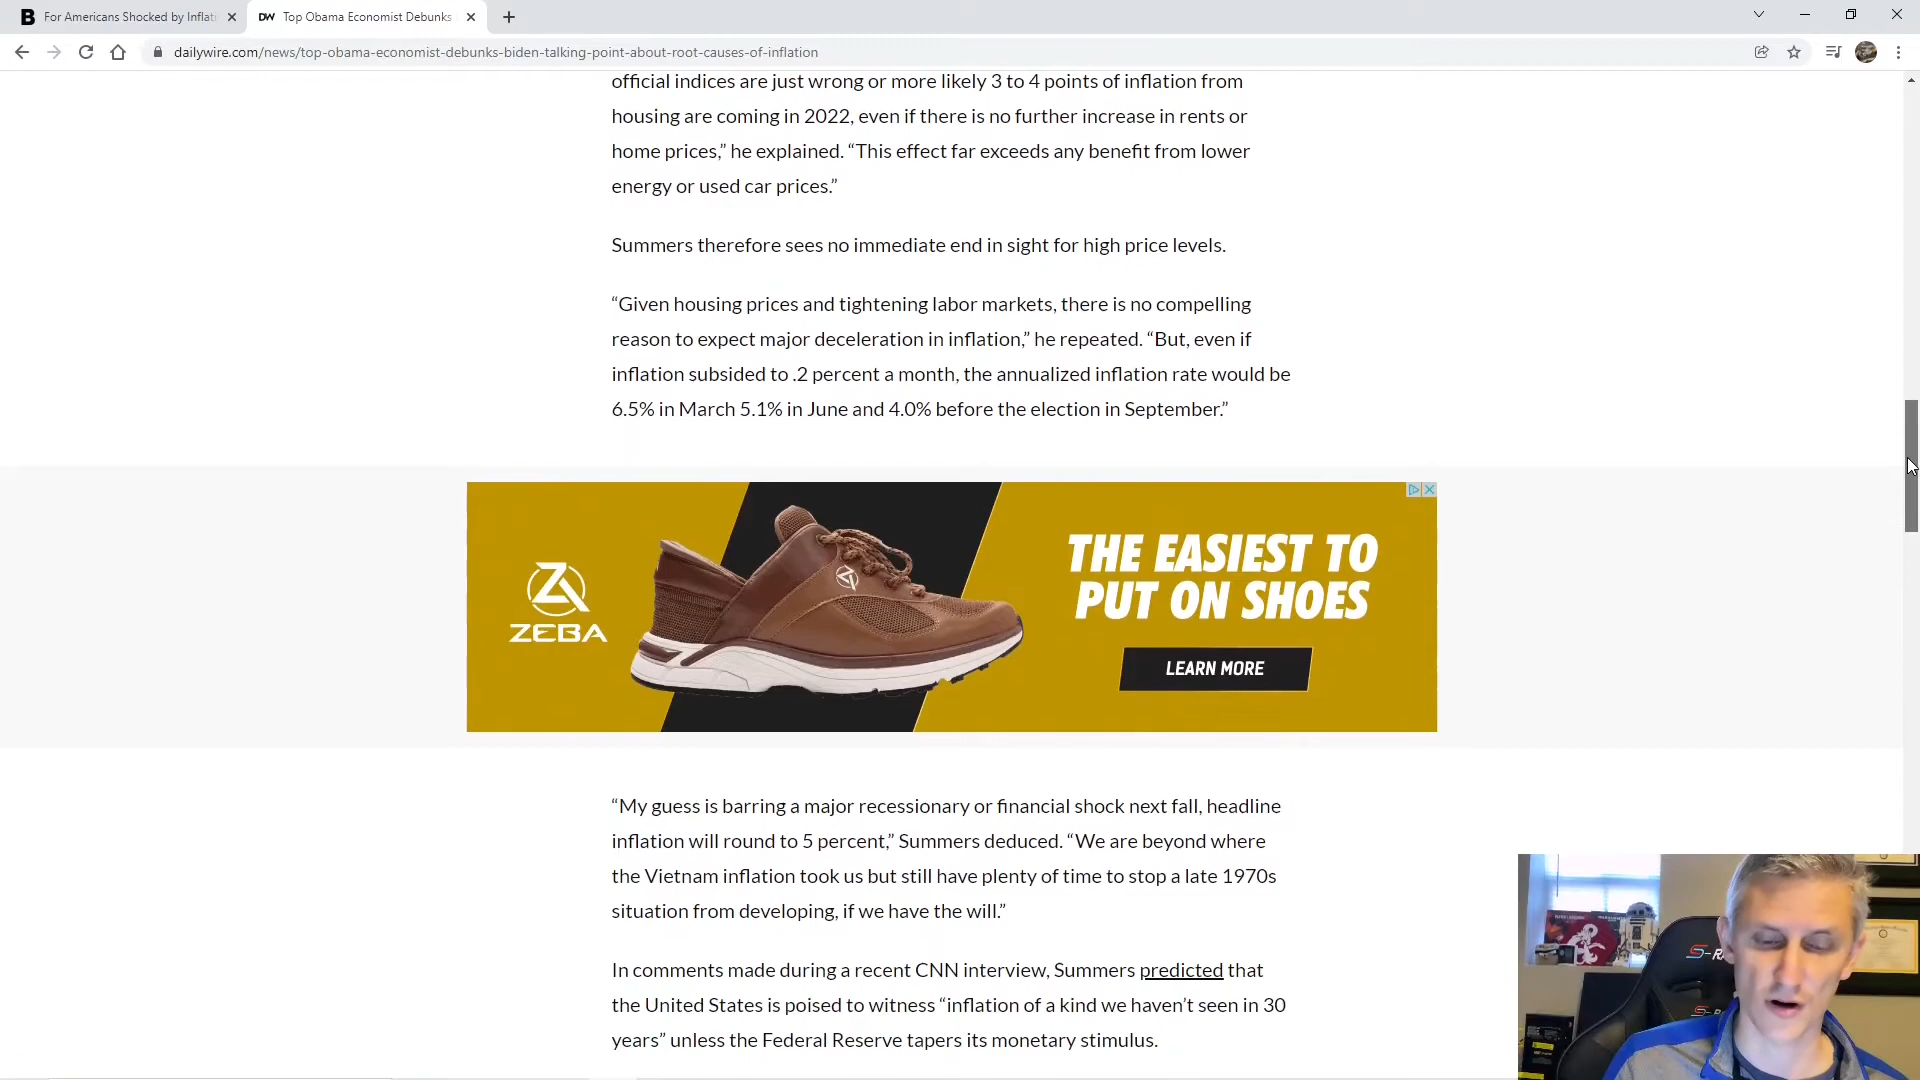 For Americans Shocked by Inflati
DW Top Obama Economist Debunks
dailywire.com/news/top-obama-economist-debunks-biden-talking-point-about-root-causes-of-inflation
official indices are just wrong or more likely 3 to 4 points of inflation from
housing are coming in 2022, even if there is no further increase in rents or
home prices,” he explained. “This effect far exceeds any benefit from lower
energy or used car prices.”
Summers therefore sees no immediate end in sight for high price levels.
“Given housing prices and tightening labor markets, there is no compelling
reason to expect major deceleration in inflation,” he repeated. “But, even if
inflation subsided to .2 percent a month, the annualized inflation rate would be
6.5% in March 5.1% in June and 4.0% before the election in September.”
ZEBA
THE EASIEST TO
PUT ON SHOES
LEARN MORE
“My guess is barring a major recessionary or financial shock next fall, headline
inflation will round to 5 percent,” Summers deduced. “We are beyond where
the Vietnam inflation took us but still have plenty of time to stop a late 1970s
situation from developing, if we have the will.”
In comments made during a recent CNN interview, Summers predicted that
the United States is poised to witness “inflation of a kind we haven’t seen in 30
years” unless the Federal Reserve tapers its monetary stimulus.